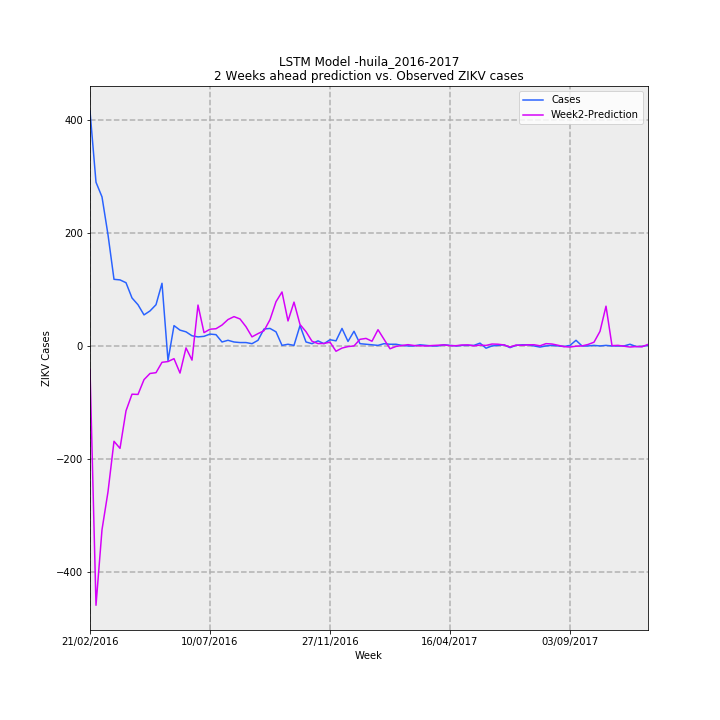 LSTM Model -huila_2016-2017
2 Weeks ahead prediction vs. Observed ZIKV cases
Cases
Week2-Prediction
400
200
0
−200
−400
ZIKV Cases
21/02/2016
10/07/2016
27/11/2016
16/04/2017
03/09/2017
Week